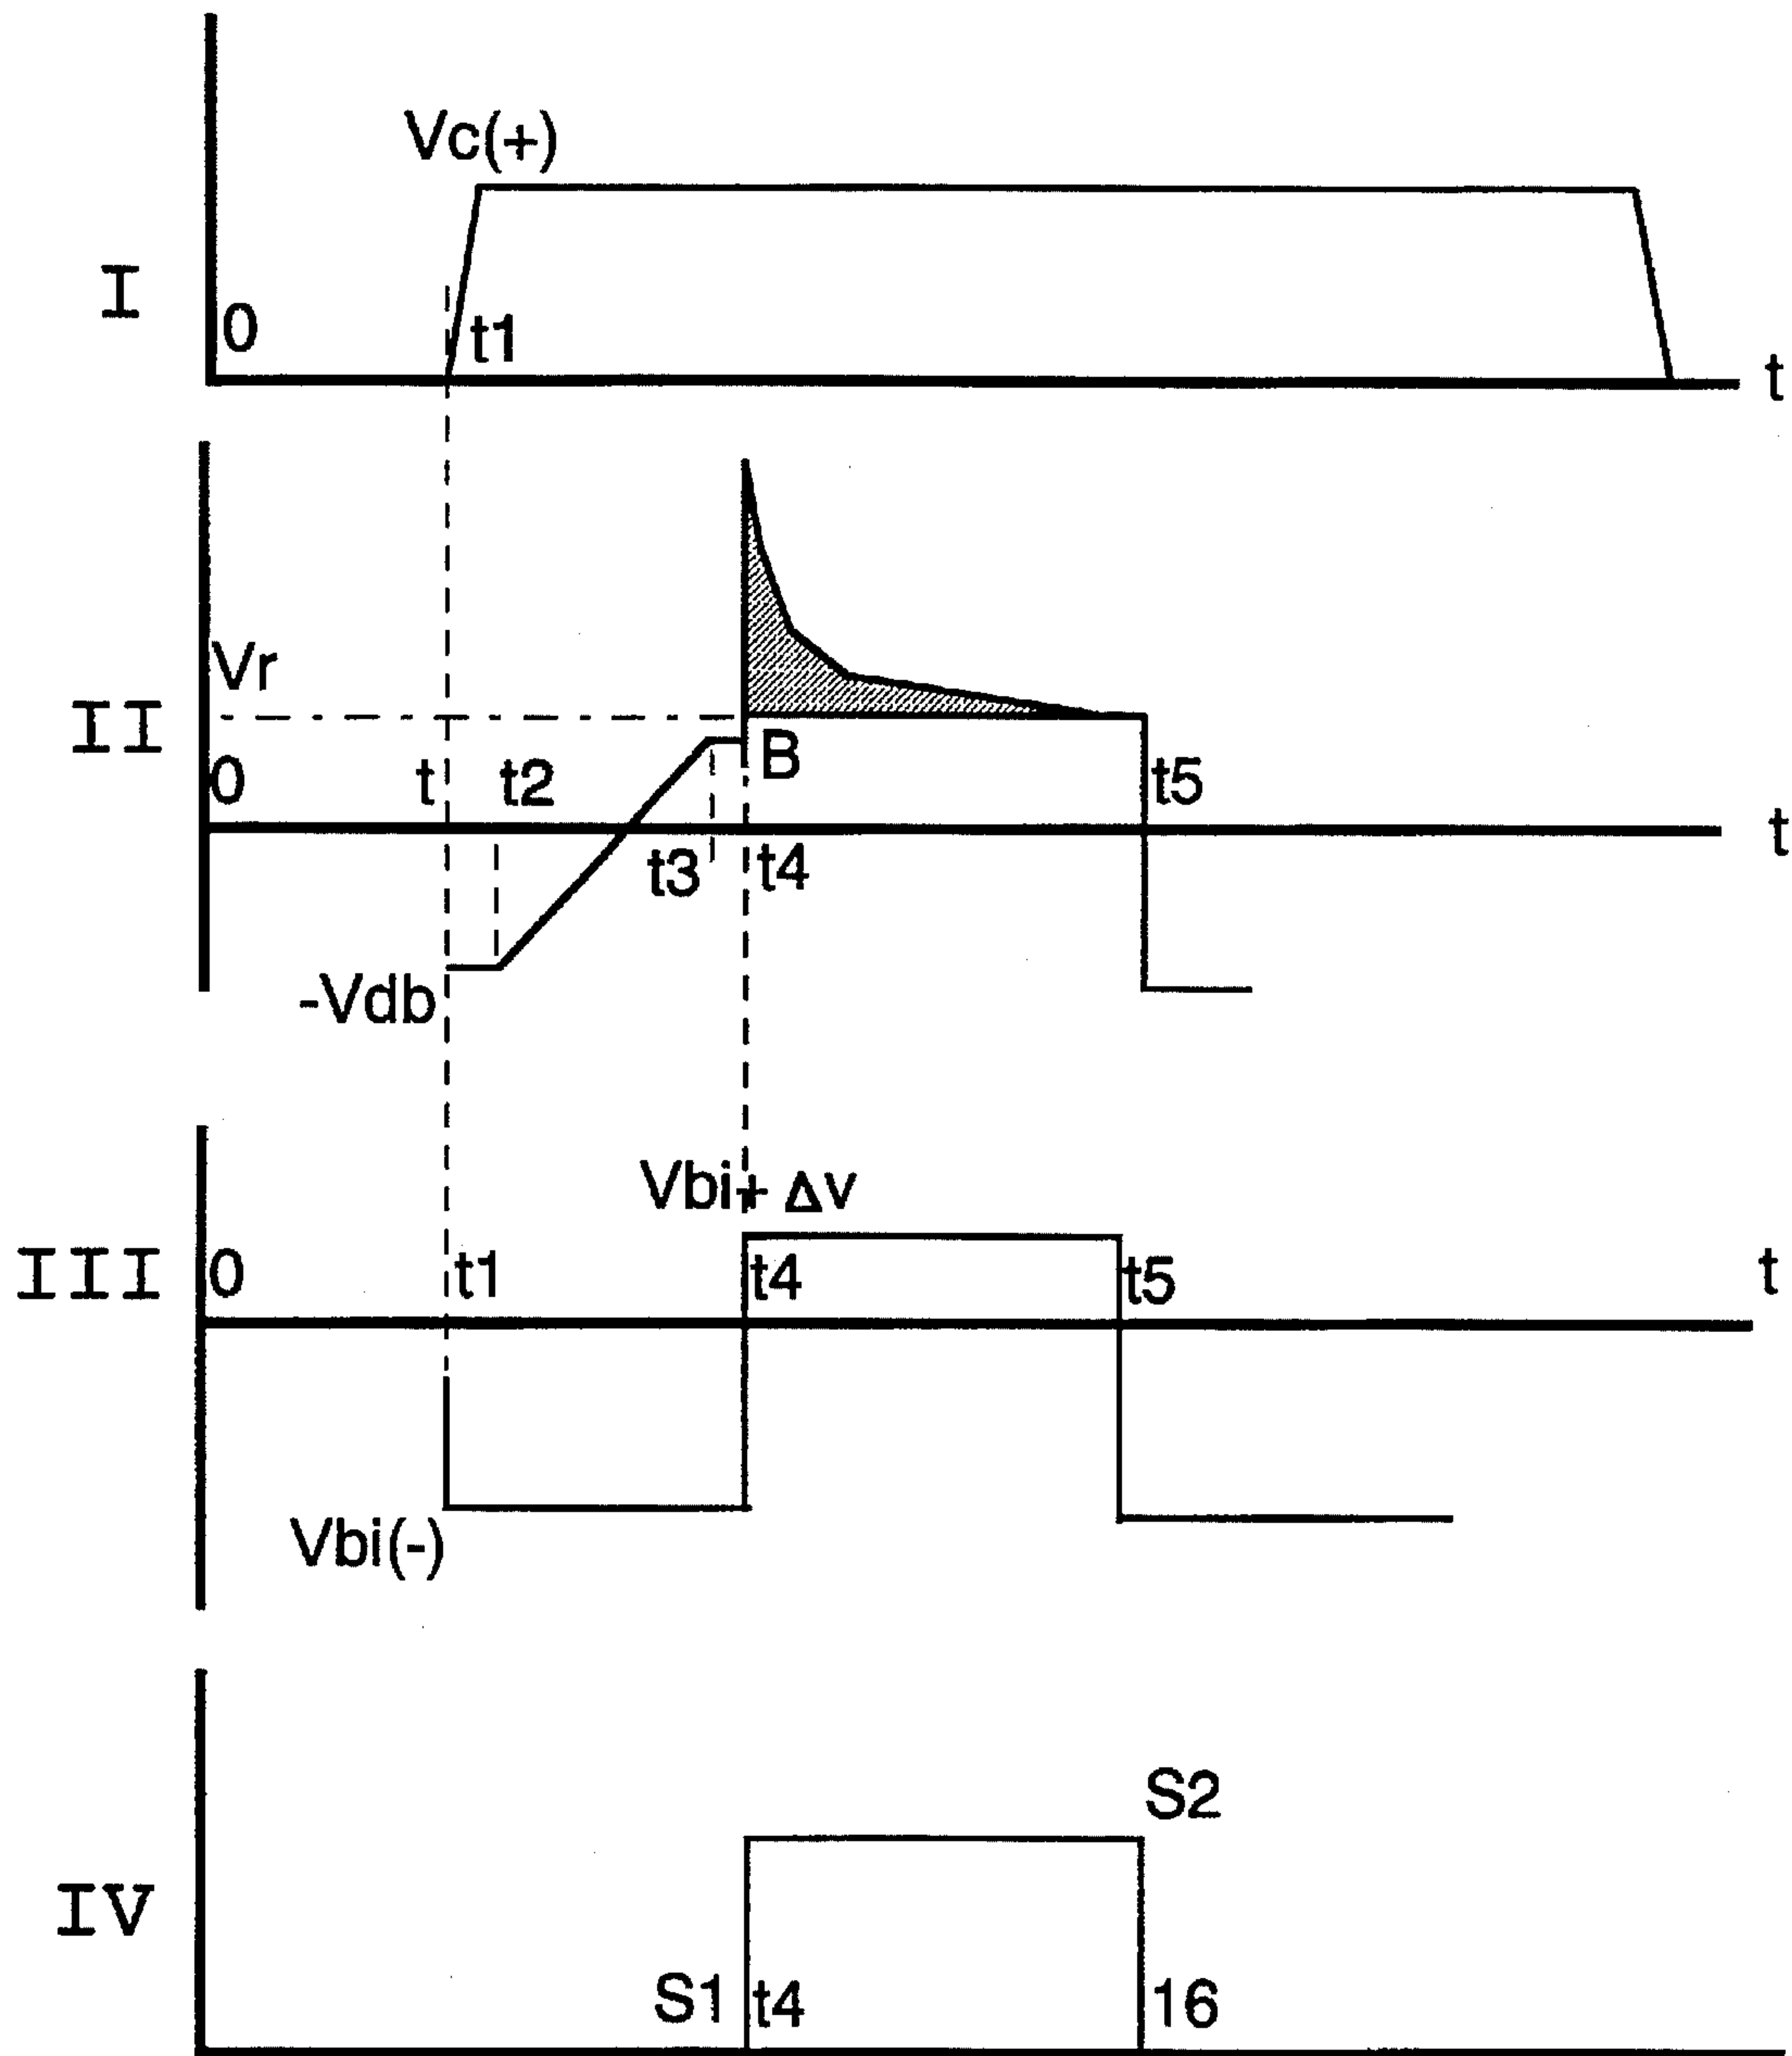 Vc(+)
I
0
t1
t
Vr
II
0
t
t2
B
t5
t
t3
t4
-Vdb
Vbi+ Δv
III
0
t1
t4
t5
t
Vbi(-)
S2
IV
S1
t4
16